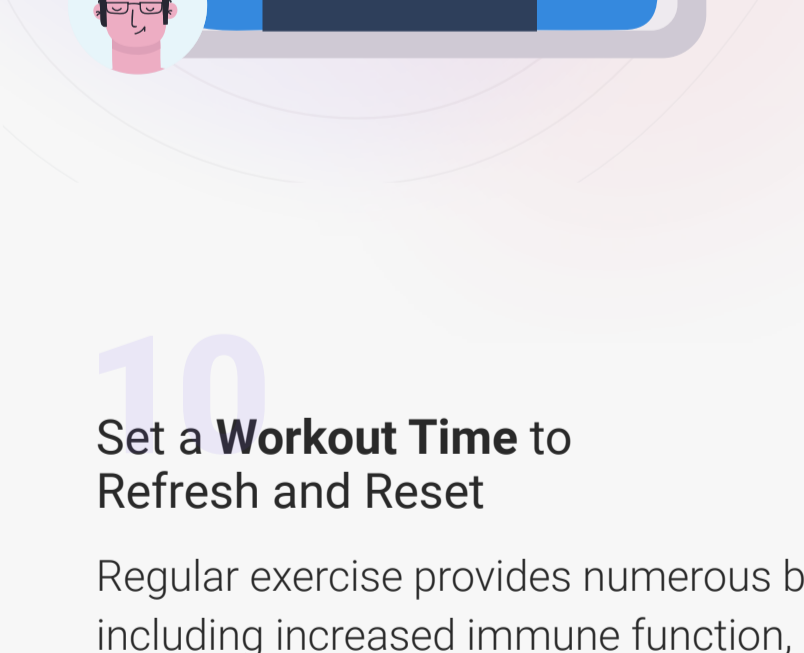 10
Set a Workout Time to
Refresh and Reset
Regular exercise provides numerous
including increased immune function,